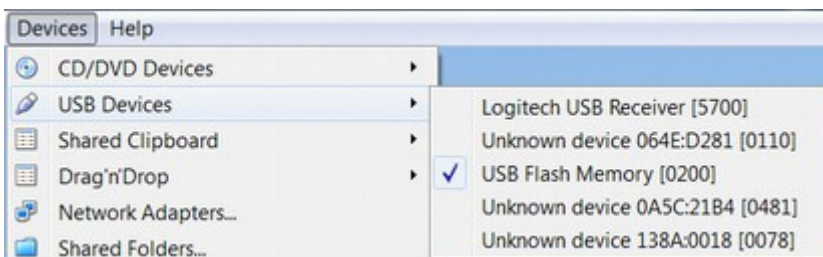 Devices Help
CD/DVD Devices
USB Devices
Shared Clipboard
Drag'n'Drop
Network Adapters...
Shared Folders...
Logitech USB Receiver [5700]
Unknown device 064E:D281 [0110]
USB Flash Memory [0200]
Unknown device 0A5C:21B4 [0481]
Unknown device 138A:0018 [0078]